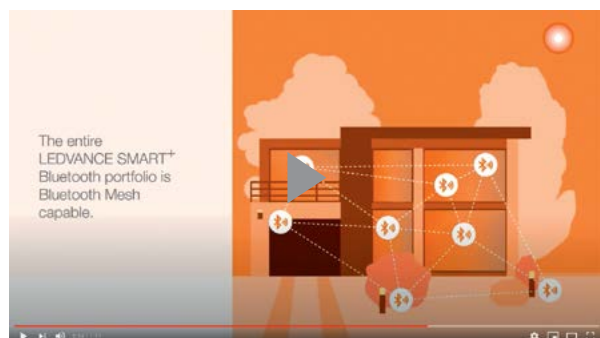 The entire
LEDVANCE SMART+
Bluetooth portfolio is
Bluetooth Mesh
capable.